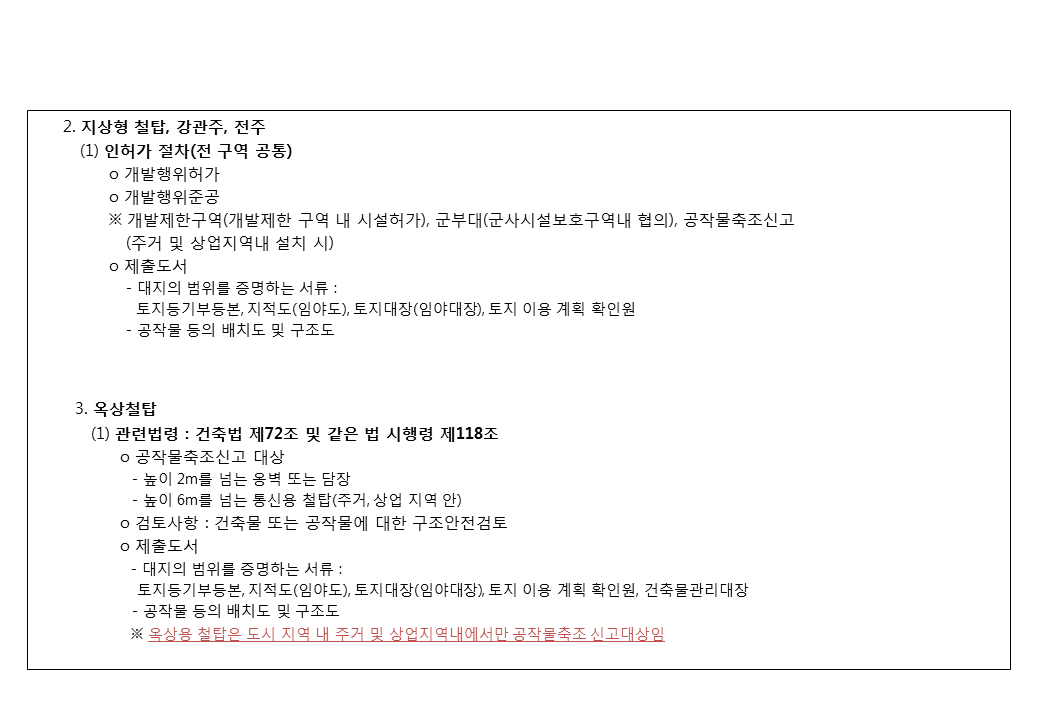 2. 지상형 철탑, 강관주, 전주
(1) 인허가 절차(전 구역 공통)
o 개발행위허가
o 개발행위준공
※ 개발제한구역(개발제한 구역 내 시설허가), 군부대(군사시설보호구역내 협의), 공작물축조신고
(주거 및 상업지역내 설치 시)
o 제출도서
- 대지의 범위를 증명하는 서류 :
토지등기부등본, 지적도(임야도), 토지대장(임야대장), 토지 이용 계획 확인원
- 공작물 등의 배치도 및 구조도
3. 옥상철탑
(1) 관련법령 : 건축법 제72조 및 같은 법 시행령 제118조
o 공작물축조신고 대상
- 높이 2m를 넘는 옹벽 또는 담장
- 높이 6m를 넘는 통신용 철탑(주거, 상업 지역 안)
o 검토사항 : 건축물 또는 공작물에 대한 구조안전검토
o 제출도서
- 대지의 범위를 증명하는 서류 :
토지등기부등본, 지적도(임야도), 토지대장(임야대장), 토지 이용 계획 확인원, 건축물관리대장
- 공작물 등의 배치도 및 구조도
※ 옥상용 철탑은 도시 지역 내 주거 및 상업지역내에서만 공작물축조 신고대상임